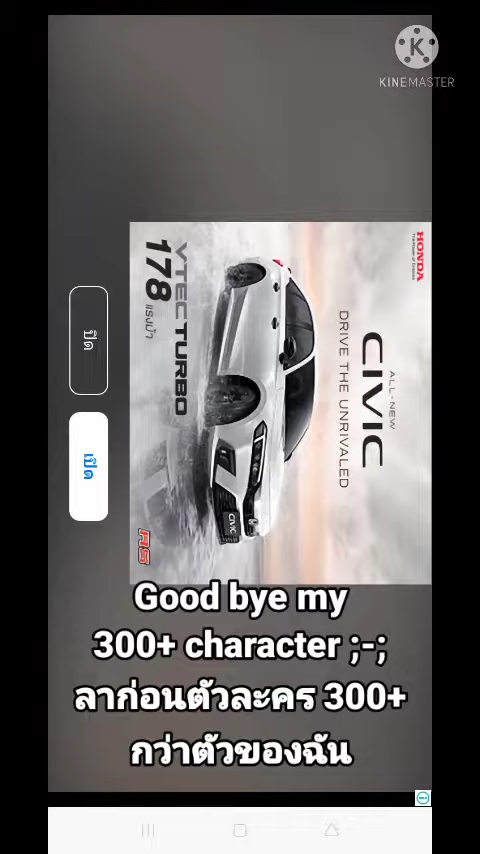 KINEMASTER
HONDA
The Power of Dreams
ALL-NEW
CIVIC
DRIVE THE UNRIVALED
VTEC TURBO
178 แรงม้า
CIVIC
RS
ปิด
เปิด
Good bye my
300+ character ;-;
ลาก่อนตัวละคร 300+
กว่าตัวของฉัน